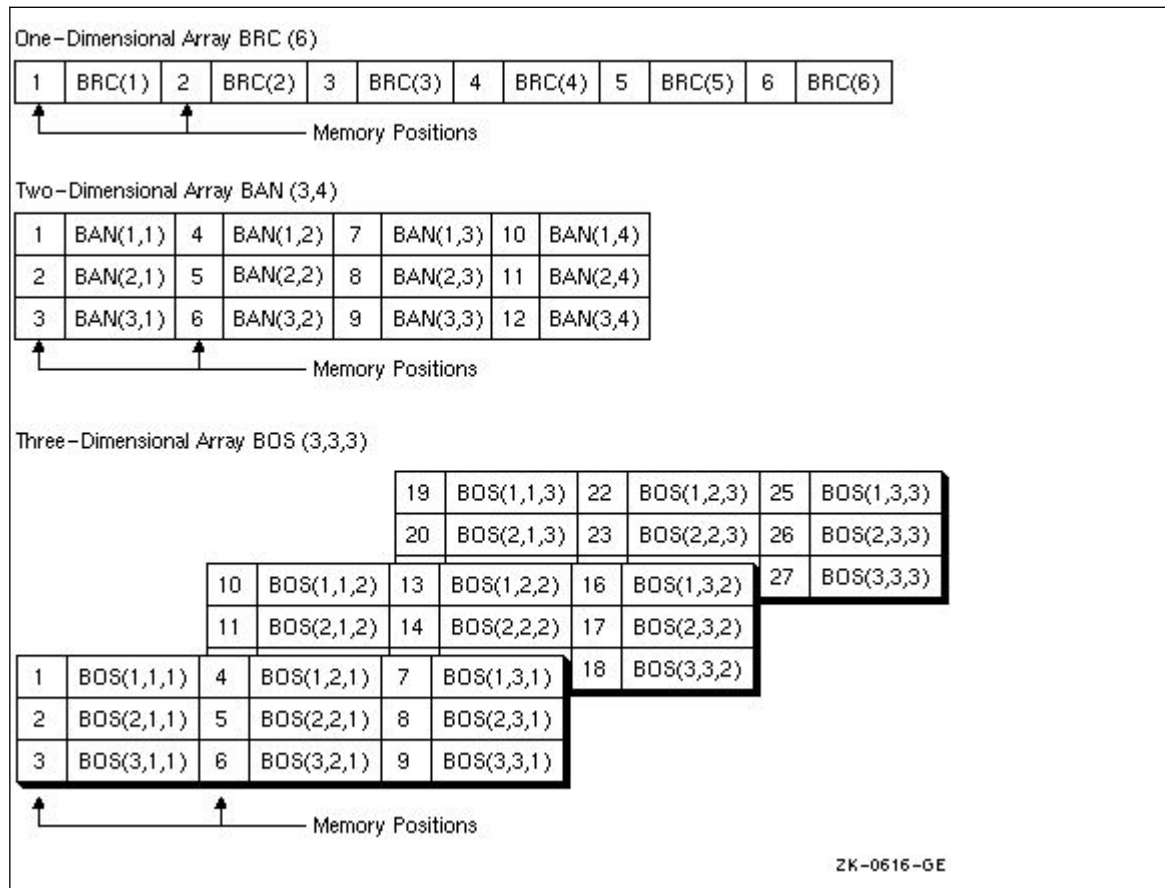 One-Dimensional Array BRC (6)
1 BRC(1) 2 BRC(2) 3 BRC(3) 4 BRC(4) 5 BRC(5) 6 BRC(6)
Memory Positions
Two-Dimensional Array BAN (3,4)
1 BAN(1,1) 4 BAN(1,2) 7 BAN(1,3) 10 BAN(1,4)
2 BAN(2,1) 5 BAN(2,2) 8 BAN(2,3) 11 BAN(2,4)
3 BAN(3,1) 6 BAN(3,2) 9 BAN(3,3) 12 BAN(3,4)
Memory Positions
Three-Dimensional Array BOS (3,3,3)
19 BOS(1,1,3) 22 BOS(1,2,3) 25 BOS(1,3,3)
20 BOS(2,1,3) 23 BOS(2,2,3) 26 BOS(2,3,3)
27 BOS(3,3,3)
10 BOS(1,1,2) 13 BOS(1,2,2) 16 BOS(1,3,2)
11 BOS(2,1,2) 14 BOS(2,2,2) 17 BOS(2,3,2)
18 BOS(3,3,2)
1 BOS(1,1,1) 4 BOS(1,2,1) 7 BOS(1,3,1)
2 BOS(2,1,1) 5 BOS(2,2,1) 8 BOS(2,3,1)
3 BOS(3,1,1) 6 BOS(3,2,1) 9 BOS(3,3,1)
Memory Positions
ZK-0616-GE